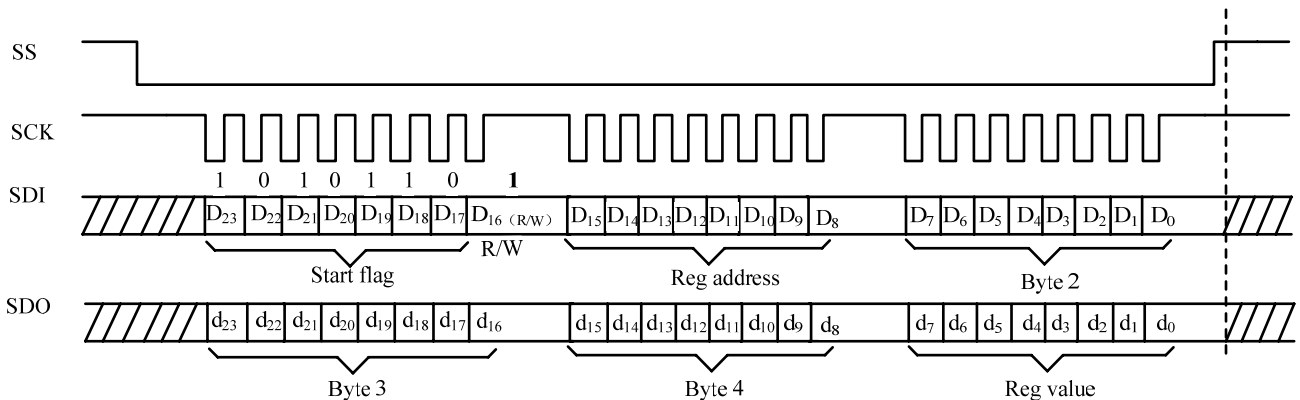 SS
SCK
1 0 1 0 1 1 0 1
SDI
D₂₃ D₂₂ D₂₁ D₂₀ D₁₉ D₁₈ D₁₇ D₁₆ (R/W) D₁₅ D₁₄ D₁₃ D₁₂ D₁₁ D₁₀ D₉ D₈ D₇ D₆ D₅ D₄ D₃ D₂ D₁ D₀
R/W
Start flag Reg address Byte 2
SDO
d₂₃ d₂₂ d₂₁ d₂₀ d₁₉ d₁₈ d₁₇ d₁₆ d₁₅ d₁₄ d₁₃ d₁₂ d₁₁ d₁₀ d₉ d₈ d₇ d₆ d₅ d₄ d₃ d₂ d₁ d₀
Byte 3 Byte 4 Reg value